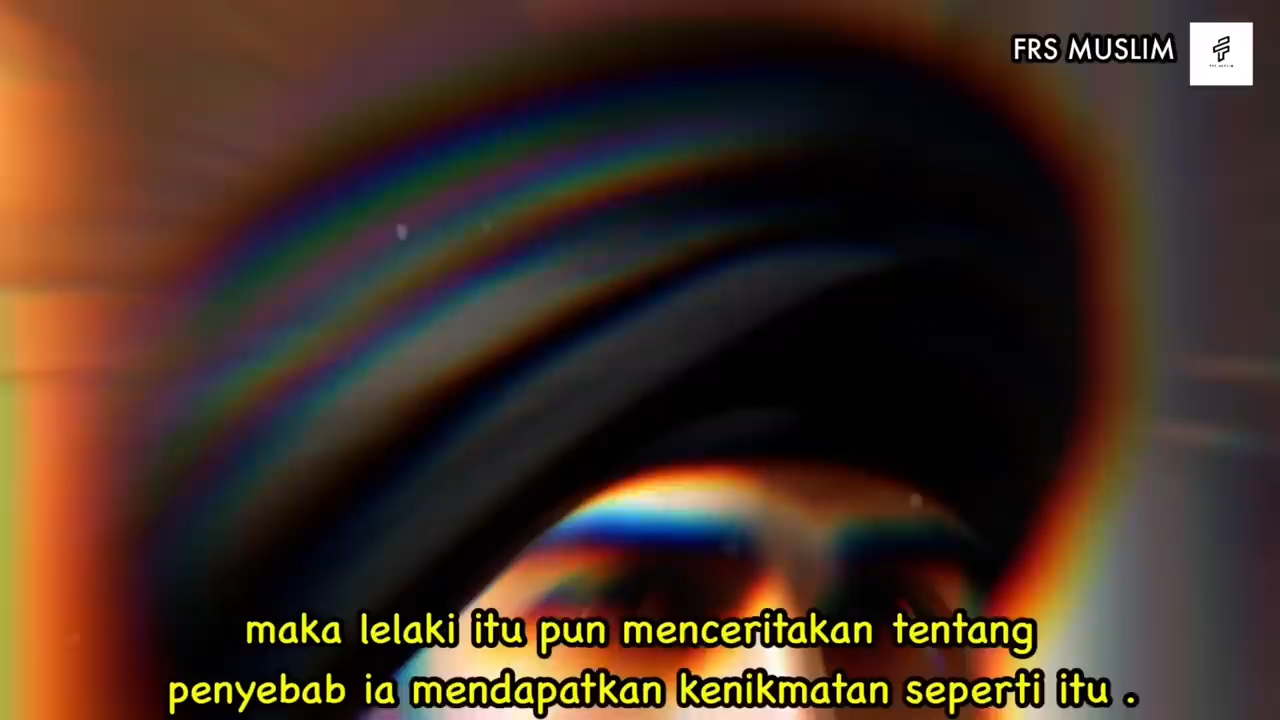 FRS MUSLIM
maka lelaki itu pun menceritakan tentang
penyebab ia mendapatkan kenikmatan seperti itu .